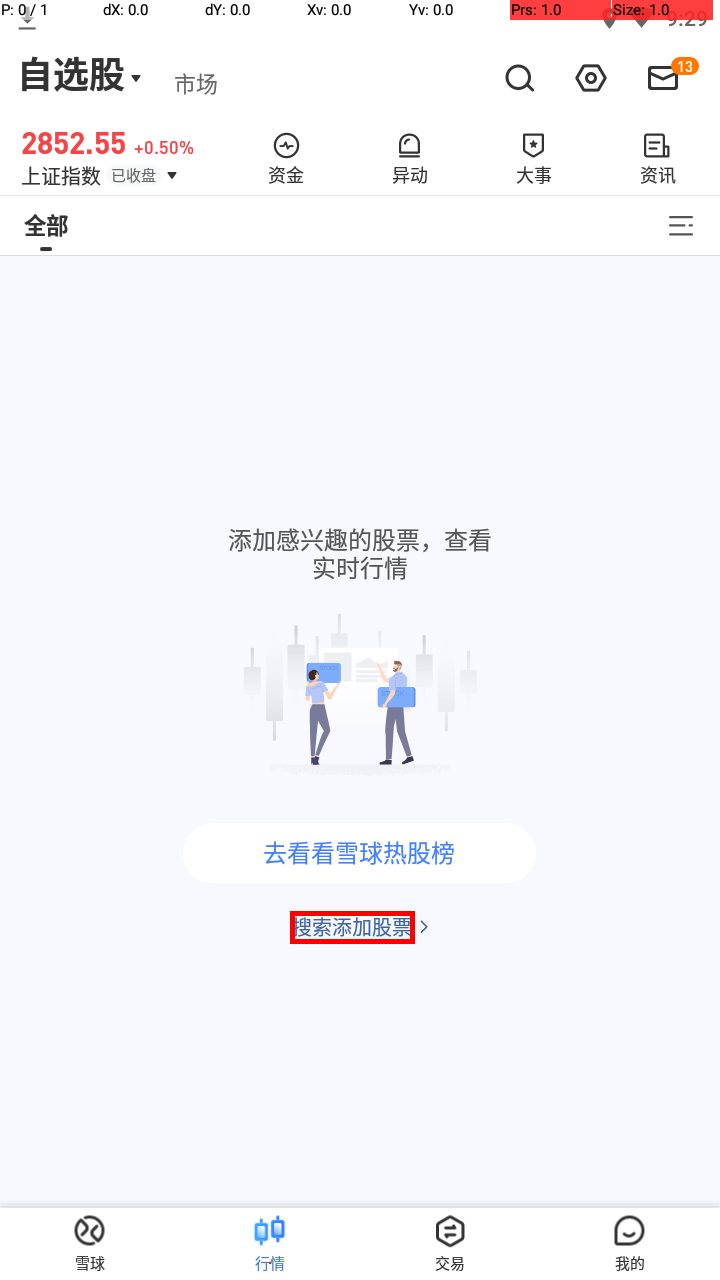 P: 0 / 1 dX: 0.0 dY: 0.0 Xv: 0.0 Yv: 0.0 Prs: 1.0 Size: 1.0
9:29
自选股 市场 13
2852.55 +0.50%
上证指数 已收盘 资金 异动 大事 资讯
全部
添加感兴趣的股票，查看
实时行情
去看看雪球热股榜
搜索添加股票
雪球 行情 交易 我的